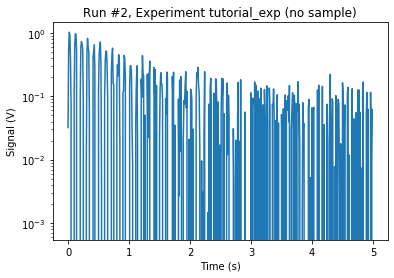 Run #2, Experiment tutorial_exp (no sample)
Signal (V)
10⁰
10⁻¹
10⁻²
10⁻³
0 1 2 3 4 5
Time (s)